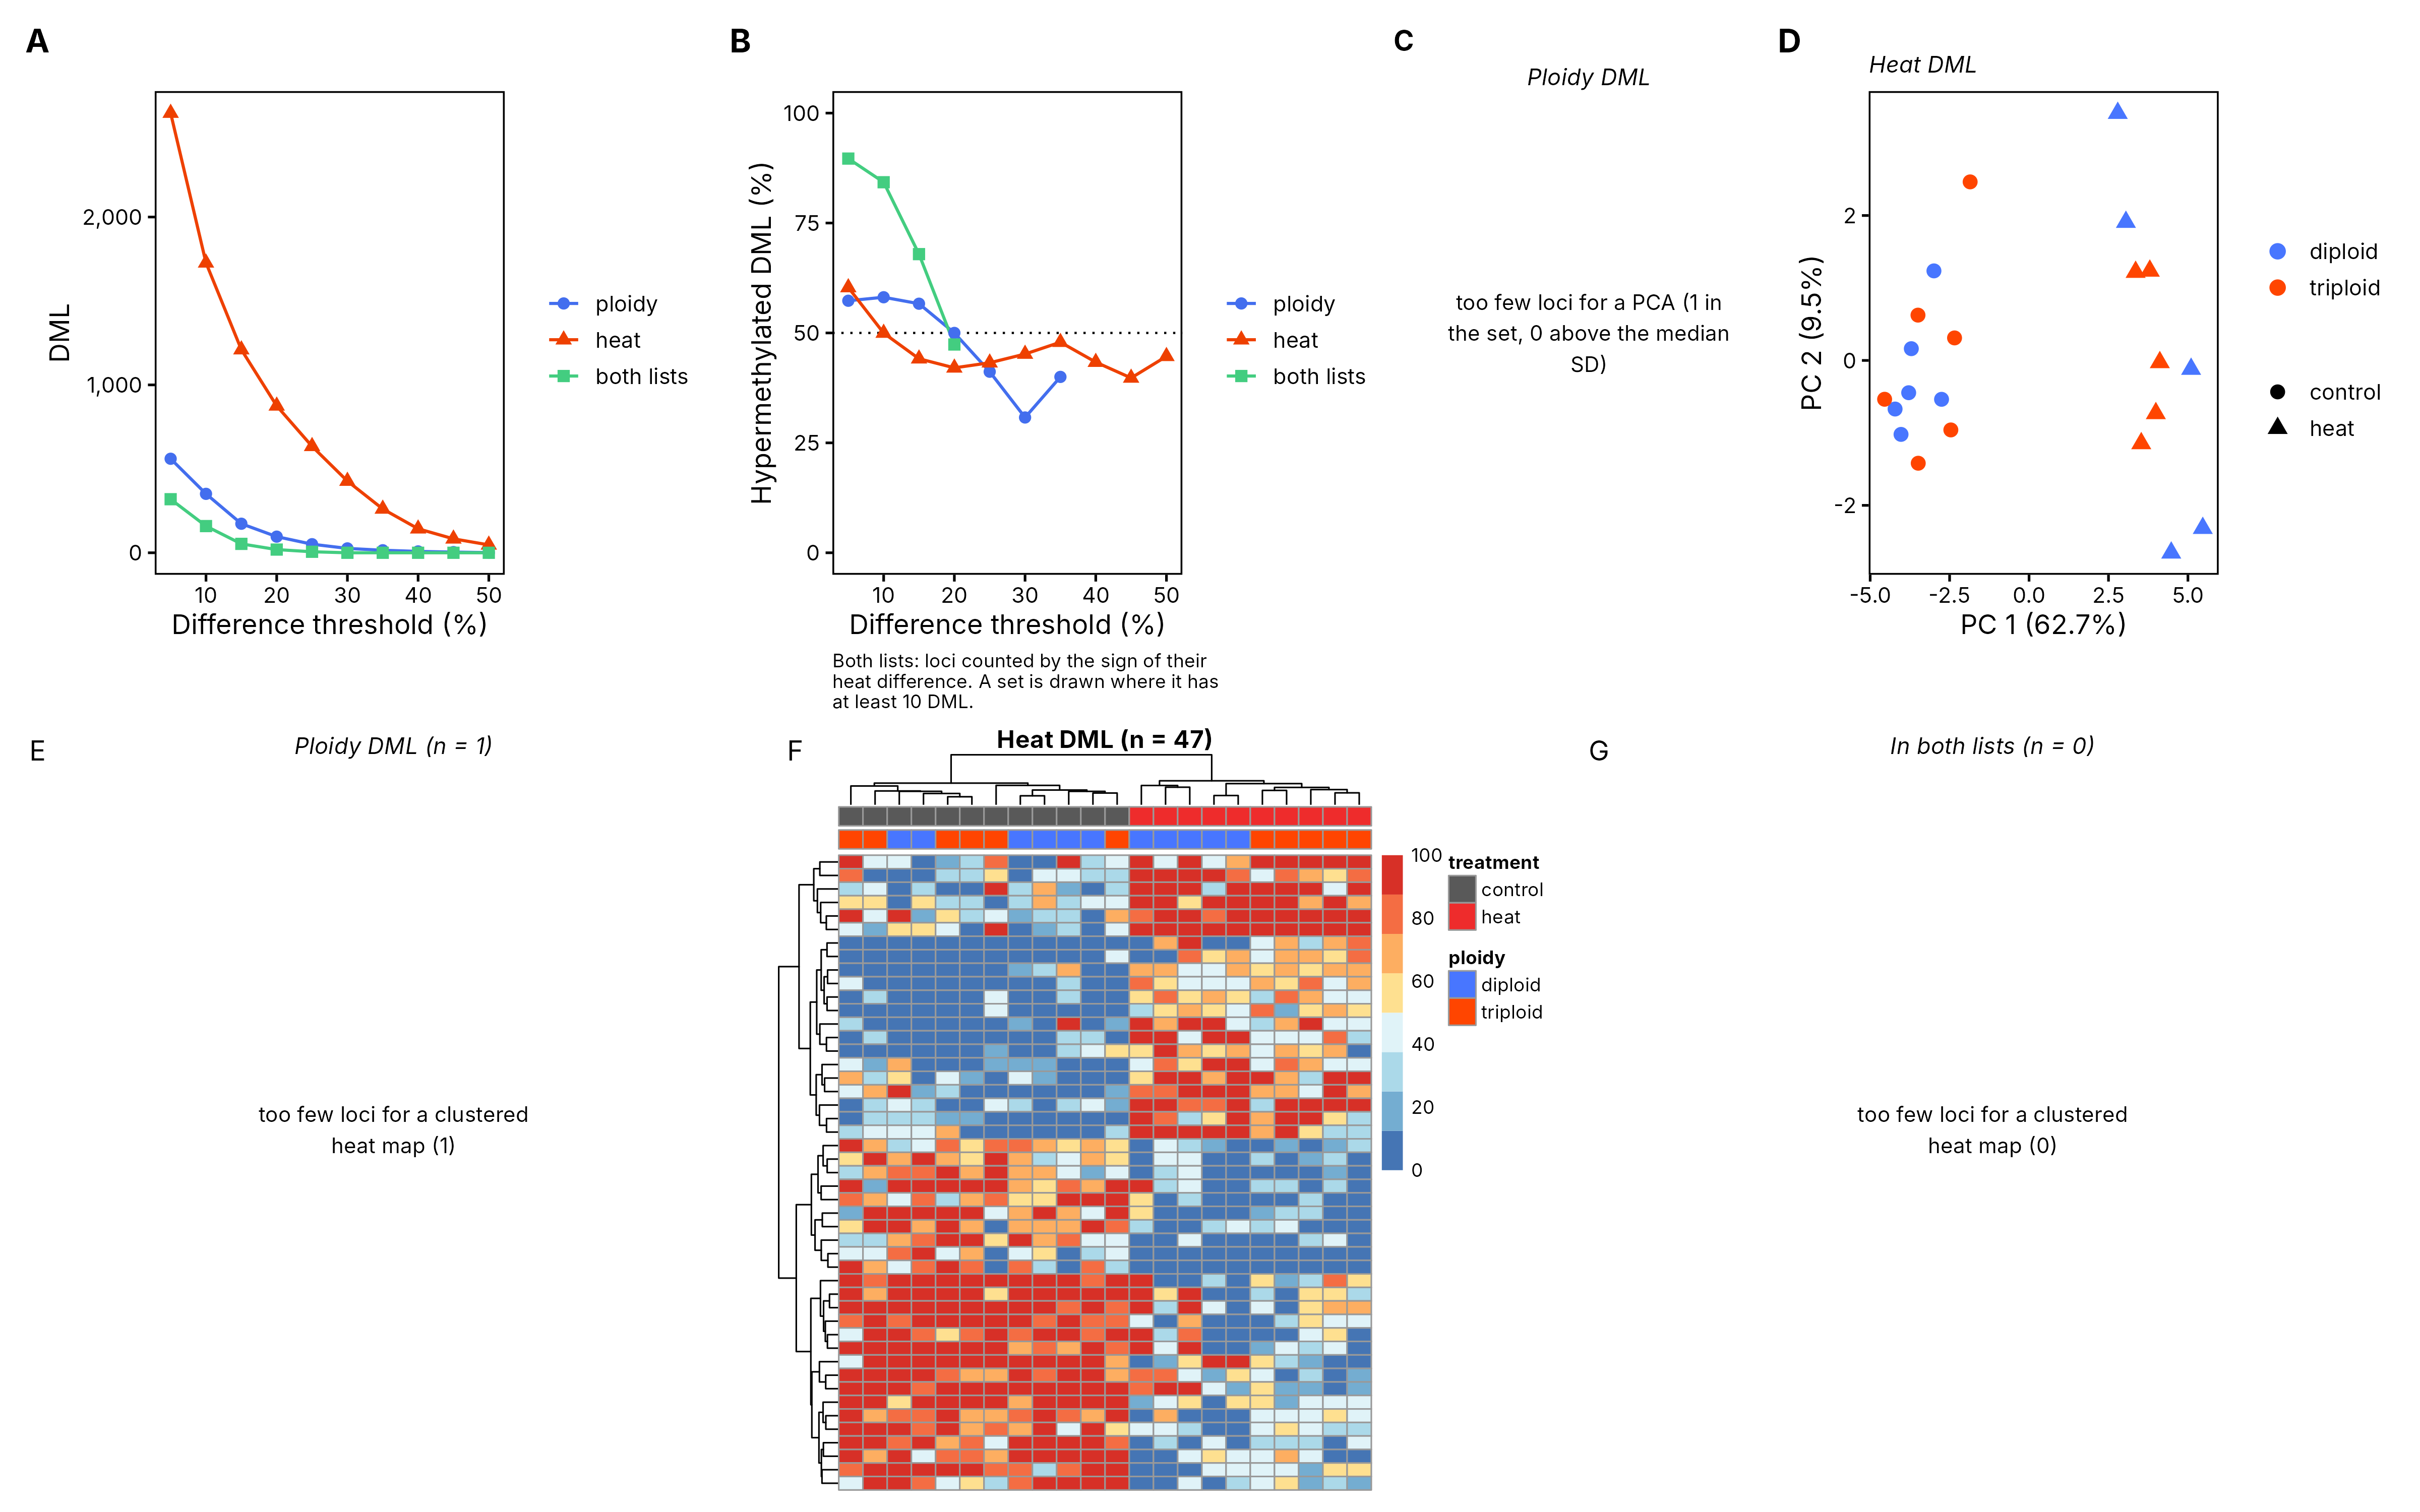 A
DML
2,000
1,000
0
10 20 30 40 50
Difference threshold (%)
ploidy
heat
both lists
B
Hypermethylated DML (%)
100
75
50
25
0
10 20 30 40 50
Difference threshold (%)
Both lists: loci counted by the sign of their
heat difference. A set is drawn where it has
at least 10 DML.
ploidy
heat
both lists
C
Ploidy DML
too few loci for a PCA (1 in
the set, 0 above the median
SD)
D
Heat DML
PC 2 (9.5%)
2
0
-2
-5.0 -2.5 0.0 2.5 5.0
PC 1 (62.7%)
diploid
triploid
control
heat
E
Ploidy DML (n = 1)
too few loci for a clustered
heat map (1)
F
Heat DML (n = 47)
100
80
60
40
20
0
treatment
control
heat
ploidy
diploid
triploid
G
In both lists (n = 0)
too few loci for a clustered
heat map (0)